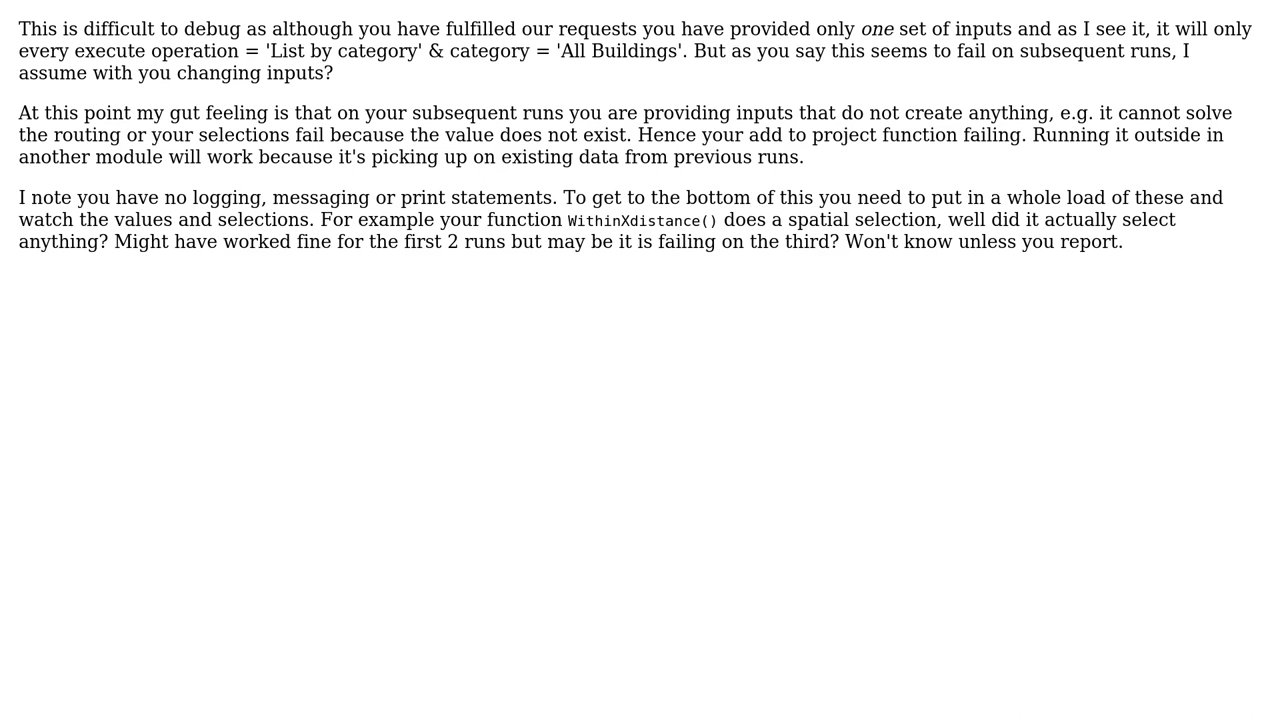 This is difficult to debug as although you have fulfilled our requests you have provided only one set of inputs and as I see it, it will only
every execute operation = 'List by category' & category = 'All Buildings'. But as you say this seems to fail on subsequent runs, I
assume with you changing inputs?
At this point my gut feeling is that on your subsequent runs you are providing inputs that do not create anything, e.g. it cannot solve
the routing or your selections fail because the value does not exist. Hence your add to project function failing. Running it outside in
another module will work because it's picking up on existing data from previous runs.
I note you have no logging, messaging or print statements. To get to the bottom of this you need to put in a whole load of these and
watch the values and selections. For example your function WithinXdistance() does a spatial selection, well did it actually select
anything? Might have worked fine for the first 2 runs but may be it is failing on the third? Won't know unless you report.